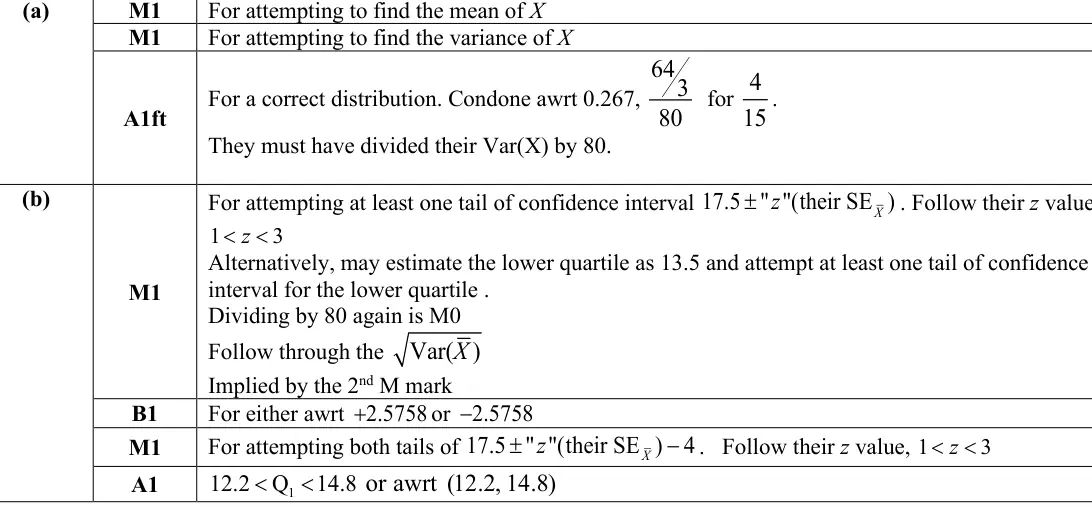 (a) M1 For attempting to find the mean of X
M1 For attempting to find the variance of X
A1ft For a correct distribution. Condone awrt 0.267, (64/3)/80 for 4/15.
They must have divided their Var(X) by 80.
(b) M1 For attempting at least one tail of confidence interval 17.5 ± "z"(their SE_X̅). Follow their z value
1 < z < 3
Alternatively, may estimate the lower quartile as 13.5 and attempt at least one tail of confidence
interval for the lower quartile .
Dividing by 80 again is M0
Follow through the √Var(X̅)
Implied by the 2nd M mark
B1 For either awrt +2.5758 or −2.5758
M1 For attempting both tails of 17.5 ± "z"(their SE_X̅) − 4. Follow their z value, 1 < z < 3
A1 12.2 < Q₁ < 14.8 or awrt (12.2, 14.8)